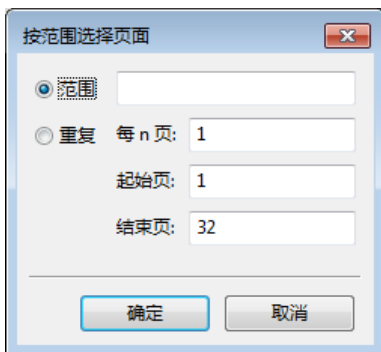 按范围选择页面
范围
重复 每 n 页: 1
起始页: 1
结束页: 32
确定 取消